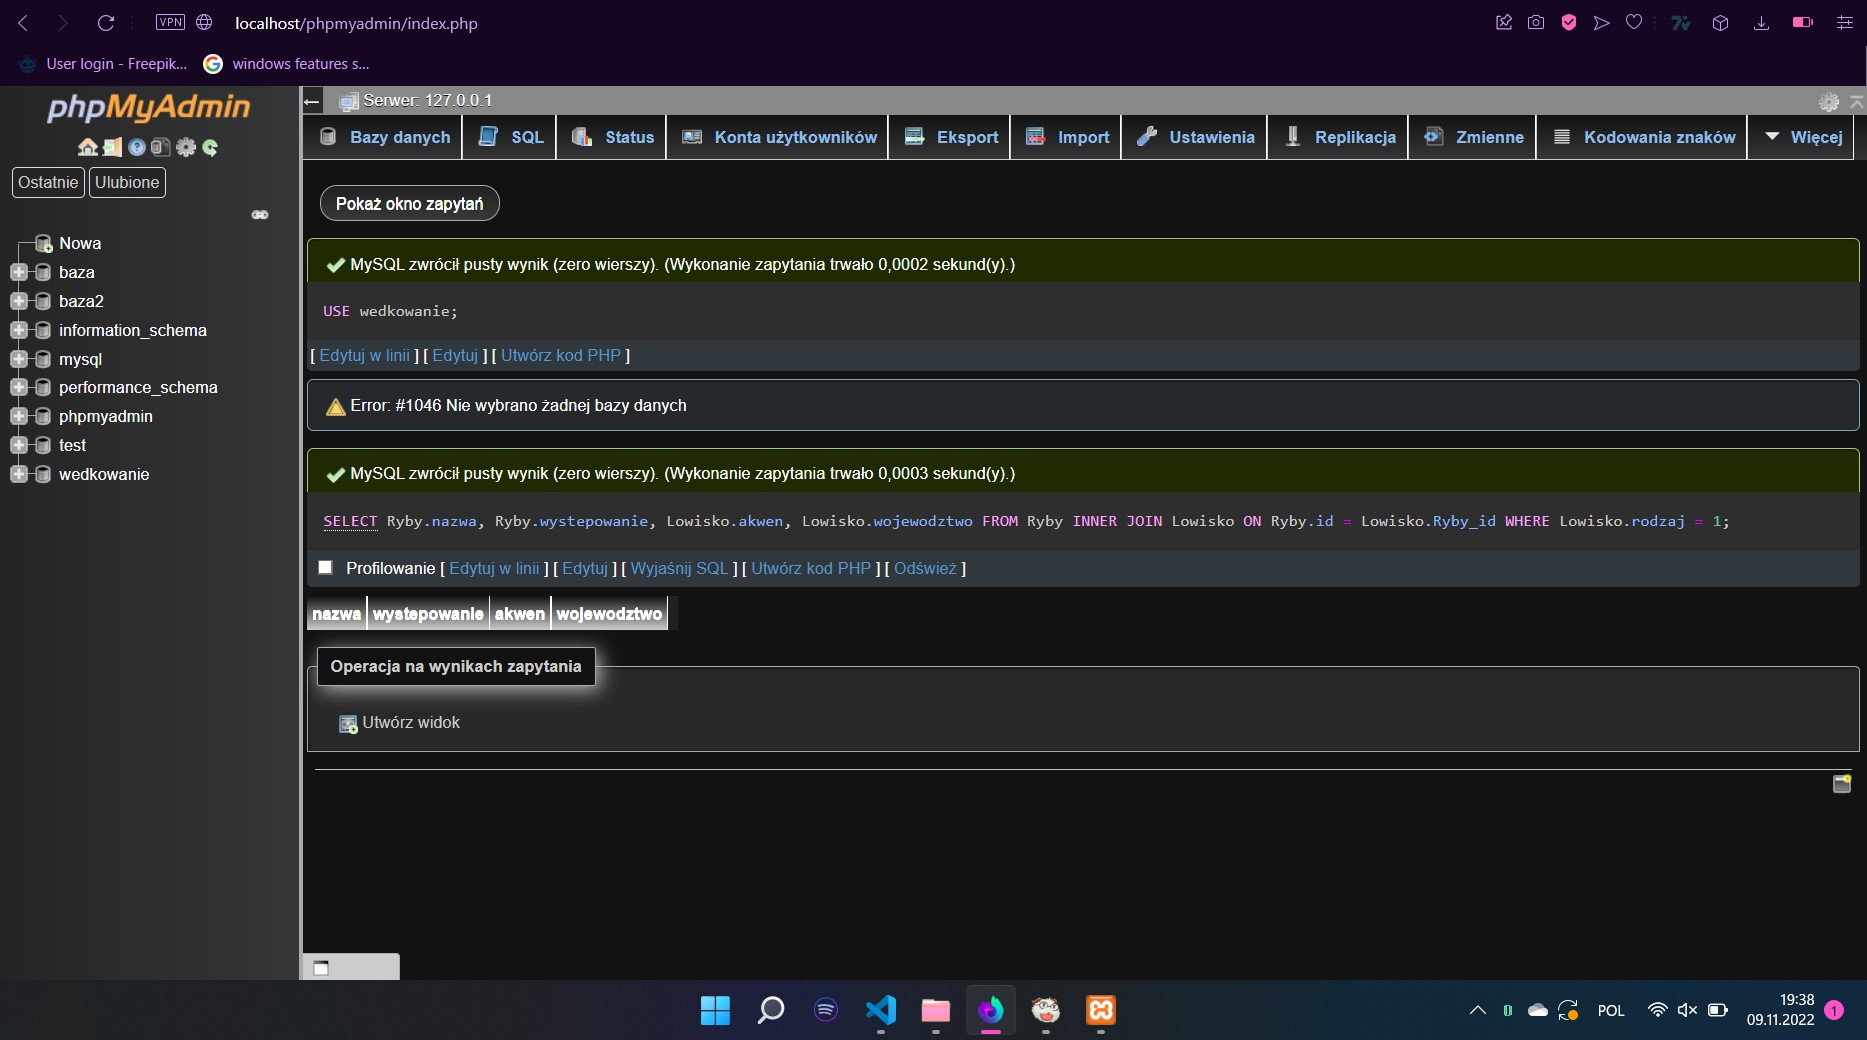 VPN
localhost/phpmyadmin/index.php
User login - Freepik...
windows features s...
phpMyAdmin
Ostatnie
Ulubione
Nowa
baza
baza2
information_schema
mysql
performance_schema
phpmyadmin
test
wedkowanie
Serwer: 127.0.0.1
Bazy danych
SQL
Status
Konta użytkowników
Eksport
Import
Ustawienia
Replikacja
Zmienne
Kodowania znaków
Więcej
Pokaż okno zapytań
MySQL zwrócił pusty wynik (zero wierszy). (Wykonanie zapytania trwało 0,0002 sekund(y).)
USE wedkowanie;
[ Edytuj w linii ] [ Edytuj ] [ Utwórz kod PHP ]
Error: #1046 Nie wybrano żadnej bazy danych
MySQL zwrócił pusty wynik (zero wierszy). (Wykonanie zapytania trwało 0,0003 sekund(y).)
SELECT Ryby.nazwa, Ryby.wystepowanie, Lowisko.akwen, Lowisko.wojewodztwo FROM Ryby INNER JOIN Lowisko ON Ryby.id = Lowisko.Ryby_id WHERE Lowisko.rodzaj = 1;
Profilowanie [ Edytuj w linii ] [ Edytuj ] [ Wyjaśnij SQL ] [ Utwórz kod PHP ] [ Odśwież ]
nazwa wystepowanie akwen wojewodztwo
Operacja na wynikach zapytania
Utwórz widok
POL
19:38
09.11.2022
1